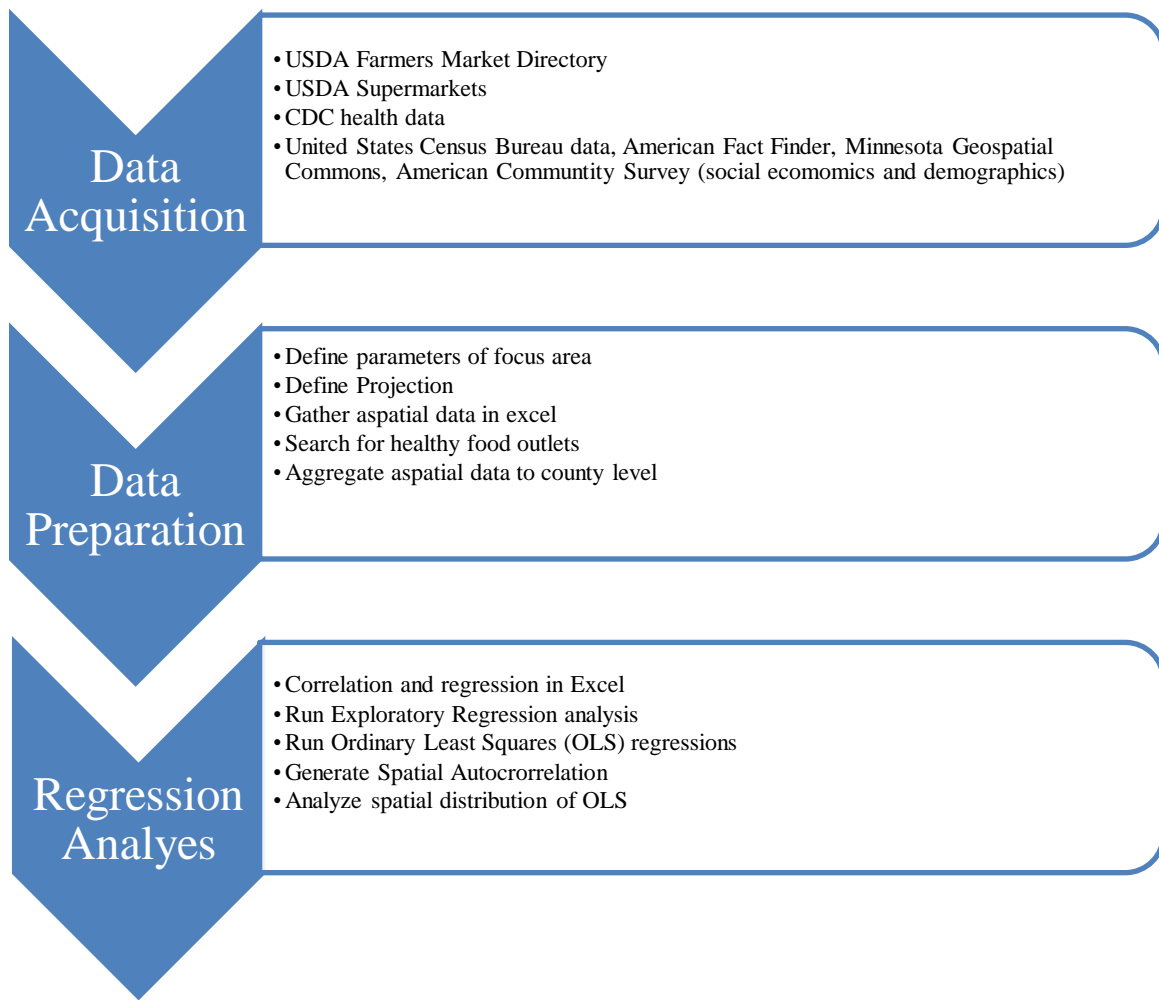 Data
Acquisition
• USDA Farmers Market Directory
• USDA Supermarkets
• CDC health data
• United States Census Bureau data, American Fact Finder, Minnesota Geospatial
Commons, American Communtity Survey (social ecomomics and demographics)
Data
Preparation
• Define parameters of focus area
• Define Projection
• Gather aspatial data in excel
• Search for healthy food outlets
• Aggregate aspatial data to county level
Regression
Analyes
• Correlation and regression in Excel
• Run Exploratory Regression analysis
• Run Ordinary Least Squares (OLS) regressions
• Generate Spatial Autocrorrelation
• Analyze spatial distribution of OLS